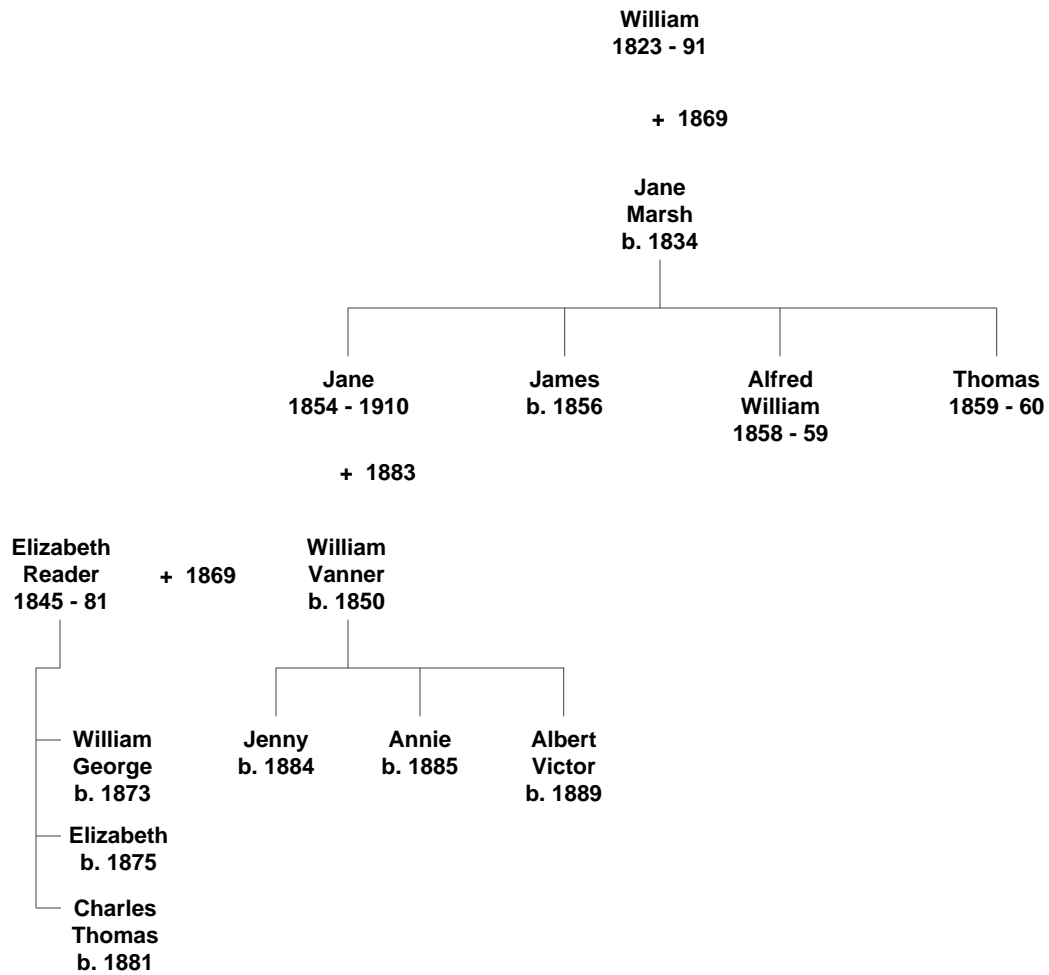 William
1823 - 91
+ 1869
Jane
Marsh
b. 1834
Jane
1854 - 1910
James
b. 1856
Alfred
William
1858 - 59
Thomas
1859 - 60
+ 1883
Elizabeth
Reader
1845 - 81
+ 1869
William
Vanner
b. 1850
William
George
b. 1873
Jenny
b. 1884
Annie
b. 1885
Albert
Victor
b. 1889
Elizabeth
b. 1875
Charles
Thomas
b. 1881